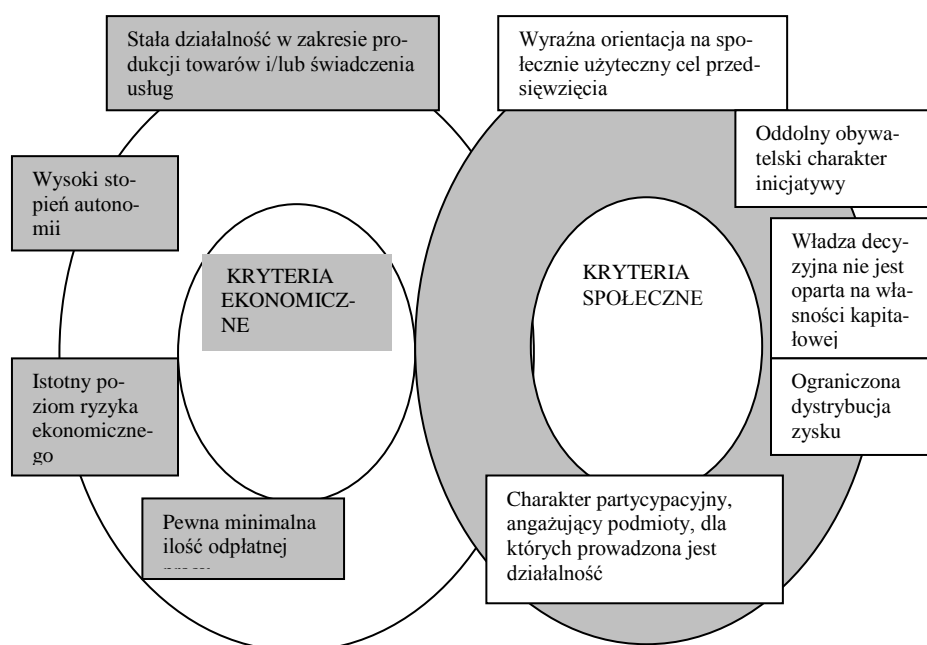 Stała działalność w zakresie pro-
dukcji towarów i/lub świadczenia
usług
Wyraźna orientacja na spo-
łecznie użyteczny cel przed-
sięwzięcia
Oddolny obywa-
telski charakter
inicjatywy
Wysoki sto-
pień autono-
mii
Władza decy-
zyjna nie jest
oparta na wła-
sności kapita-
łowej
KRYTERIA
EKONOMICZ-
NE
KRYTERIA
SPOŁECZNE
Istotny po-
ziom ryzyka
ekonomiczne-
go
Ograniczona
dystrybucja
zysku
Pewna minimalna
ilość odpłatnej
Charakter partycypacyjny,
angażujący podmioty, dla
których prowadzona jest
działalność